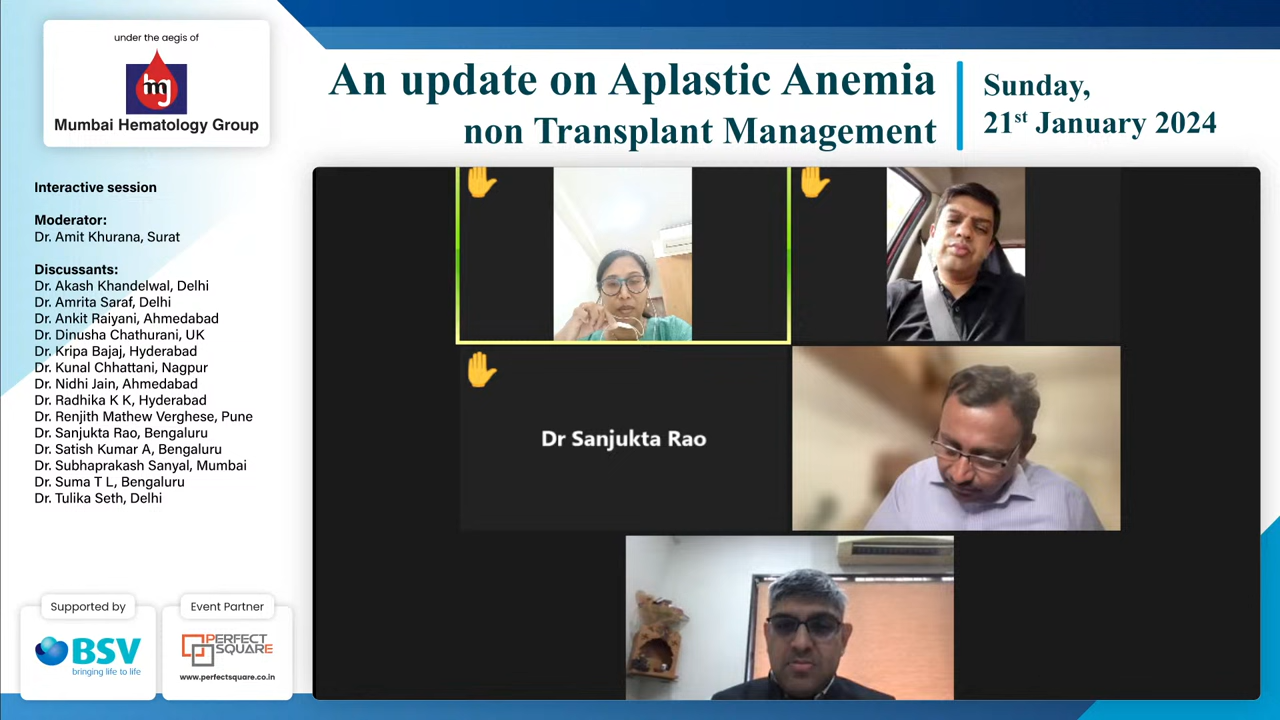 under the aegis of
hg
Mumbai Hematology Group
An update on Aplastic Anemia
non Transplant Management
Sunday,
21st January 2024
Interactive session
Moderator:
Dr. Amit Khurana, Surat
Discussants:
Dr. Akash Khandelwal, Delhi
Dr. Amrita Saraf, Delhi
Dr. Ankit Raiyani, Ahmedabad
Dr. Dinusha Chathurani, UK
Dr. Kripa Bajaj, Hyderabad
Dr. Kunal Chhattani, Nagpur
Dr. Nidhi Jain, Ahmedabad
Dr. Radhika K K, Hyderabad
Dr. Renjith Mathew Verghese, Pune
Dr. Sanjukta Rao, Bengaluru
Dr. Satish Kumar A, Bengaluru
Dr. Subhaprakash Sanyal, Mumbai
Dr. Suma T L, Bengaluru
Dr. Tulika Seth, Delhi
Dr Sanjukta Rao
Supported by
BSV
bringing life to life
Event Partner
PERFECT
SQUARE
www.perfectsquare.co.in